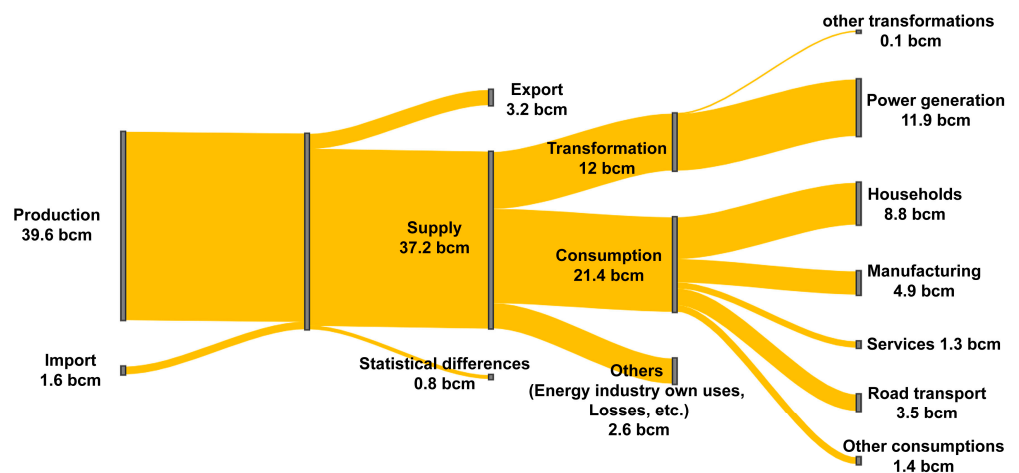 other transformations
0.1 bcm
Export
3.2 bcm
Power generation
11.9 bcm
Transformation
12 bcm
Households
8.8 bcm
Production
39.6 bcm
Supply
37.2 bcm
Consumption
21.4 bcm
Manufacturing
4.9 bcm
Services 1.3 bcm
Import
1.6 bcm
Statistical differences
0.8 bcm
Others
(Energy industry own uses,
Losses, etc.)
2.6 bcm
Road transport
3.5 bcm
Other consumptions
1.4 bcm